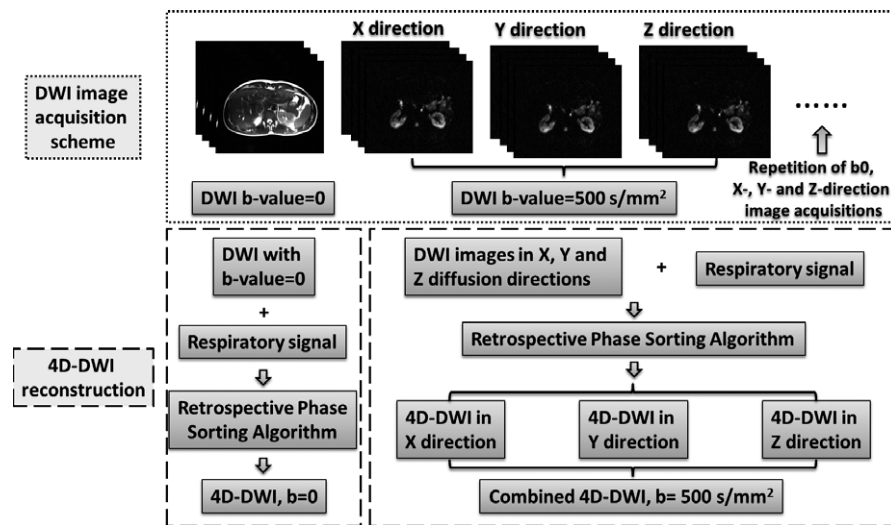 X direction
Y direction
Z direction
DWI image
acquisition
scheme
......
Repetition of b0,
X-, Y- and Z-direction
image acquisitions
DWI b-value=0
DWI b-value=500 s/mm²
DWI with
b-value=0
+
Respiratory signal
Retrospective Phase
Sorting Algorithm
4D-DWI, b=0
4D-DWI
reconstruction
DWI images in X, Y and
Z diffusion directions
+
Respiratory signal
Retrospective Phase Sorting Algorithm
4D-DWI in
X direction
4D-DWI in
Y direction
4D-DWI in
Z direction
Combined 4D-DWI, b= 500 s/mm²